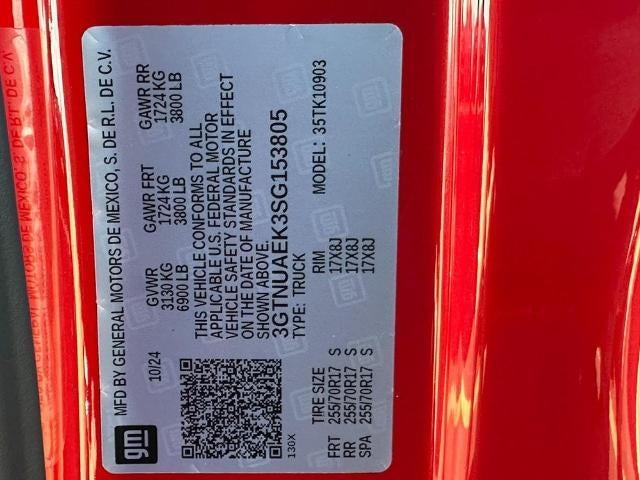 MFD BY GENERAL MOTORS DE MEXICO, S. DE R.L. DE C.V.
10/24 GVWR GAWR FRT GAWR RR
3130 KG 1724 KG 1724 KG
6900 LB 3800 LB 3800 LB
THIS VEHICLE CONFORMS TO ALL
APPLICABLE U.S. FEDERAL MOTOR
VEHICLE SAFETY STANDARDS IN EFFECT
ON THE DATE OF MANUFACTURE
SHOWN ABOVE.
3GTNUAEK3SG153805
TYPE: TRUCK MODEL: 35TK10903
gm
130X
TIRE SIZE RIM
FRT 255/70R17 S 17X8J
RR 255/70R17 S 17X8J
SPA 255/70R17 S 17X8J